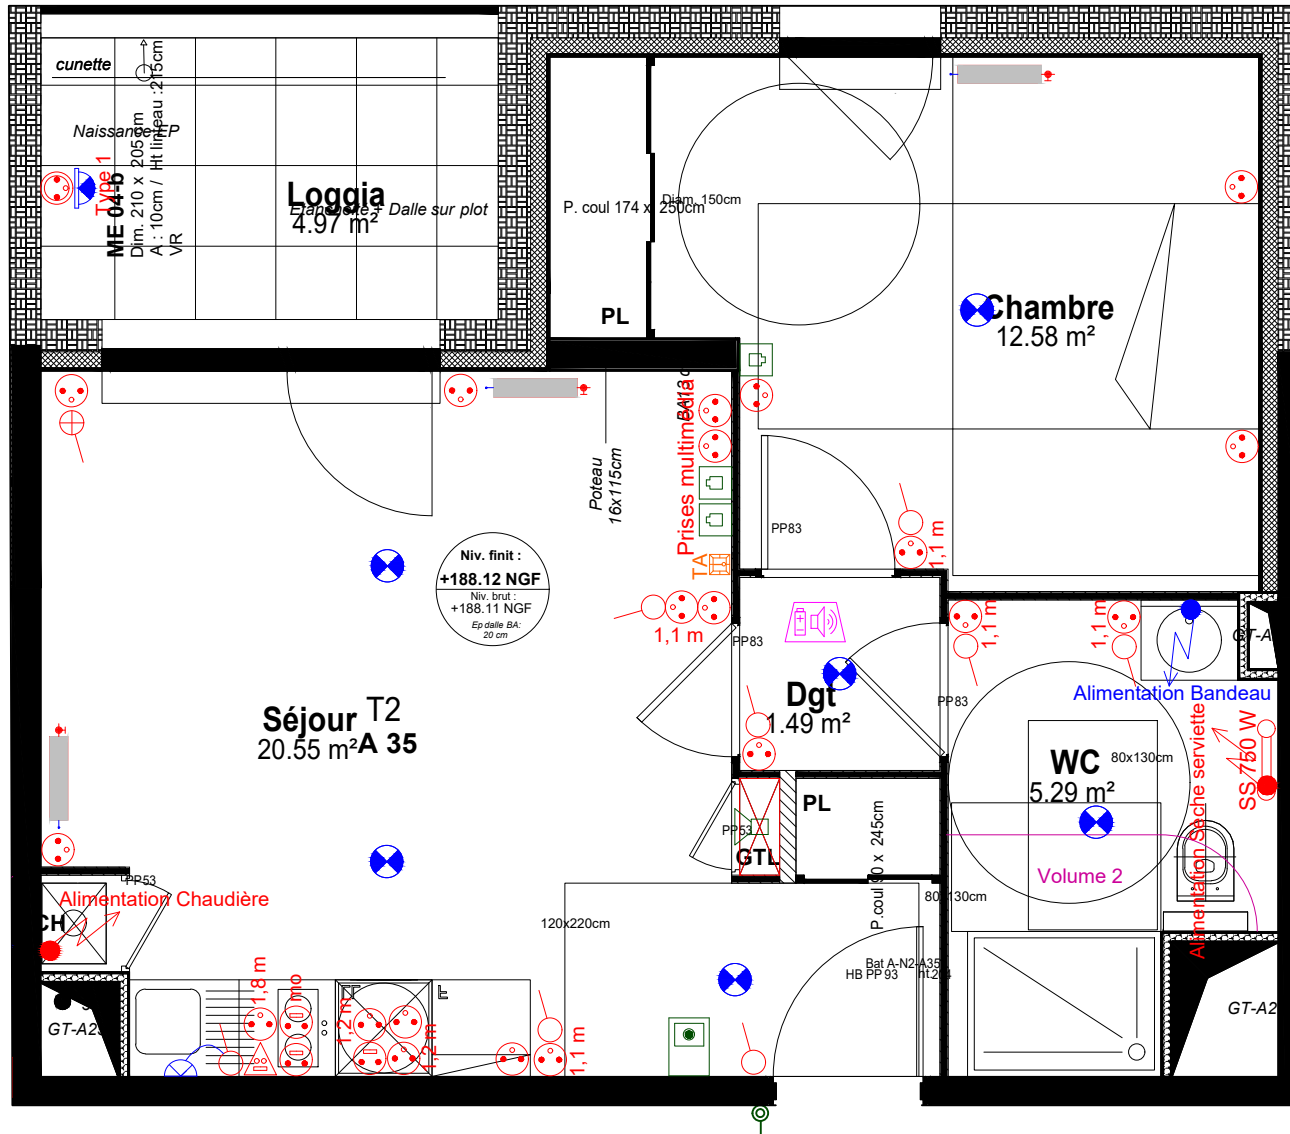 cunette
Naissance EP
Type 1
ME 04-b
Dim. 210 x 205cm
A : 10cm / Ht linteau :215cm
VR
Loggia
Etanchéité + Dalle sur plot
4.97 m²
P. coul 174 x 250cm
Diam. 150cm
PL
Chambre
12.58 m²
BA13
Prises multimédia
Poteau
16x115cm
PP83
1,1 m
Niv. finit :
+188.12 NGF
Niv. brut :
+188.11 NGF
Ep dalle BA:
20 cm
TA
1,1 m
PP83
1,1 m
1,1 m
GT-A
Alimentation Bandeau
PP83
Dgt
1.49 m²
Séjour
T2
20.55 m²
A 35
WC
5.29 m²
80x130cm
Alimentation Sèche serviette
SS 750 W
PL
PP53
GTL
P.coul 90 x 245cm
Volume 2
80x130cm
PP53
Alimentation Chaudière
CH
120x220cm
Bat A-N2-A35
HB PP 93
GT-A2
GT-A2
1,8 m
mo
1,2 m
1,2 m
1,1 m